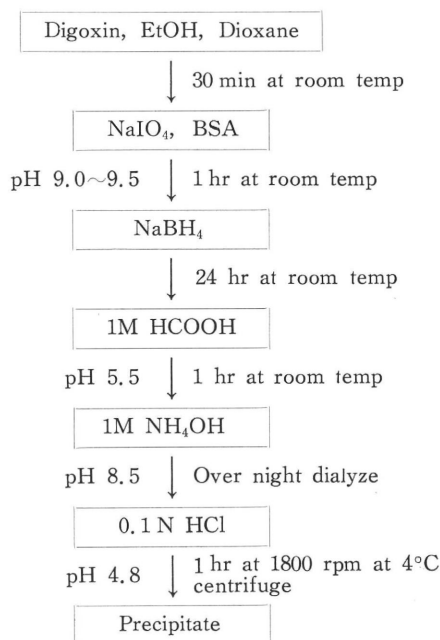 Digoxin, EtOH, Dioxane
30 min at room temp
NaIO₄, BSA
pH 9.0～9.5 1 hr at room temp
NaBH₄
24 hr at room temp
1M HCOOH
pH 5.5 1 hr at room temp
1M NH₄OH
pH 8.5 Over night dialyze
0.1 N HCl
pH 4.8 1 hr at 1800 rpm at 4°C
centrifuge
Precipitate